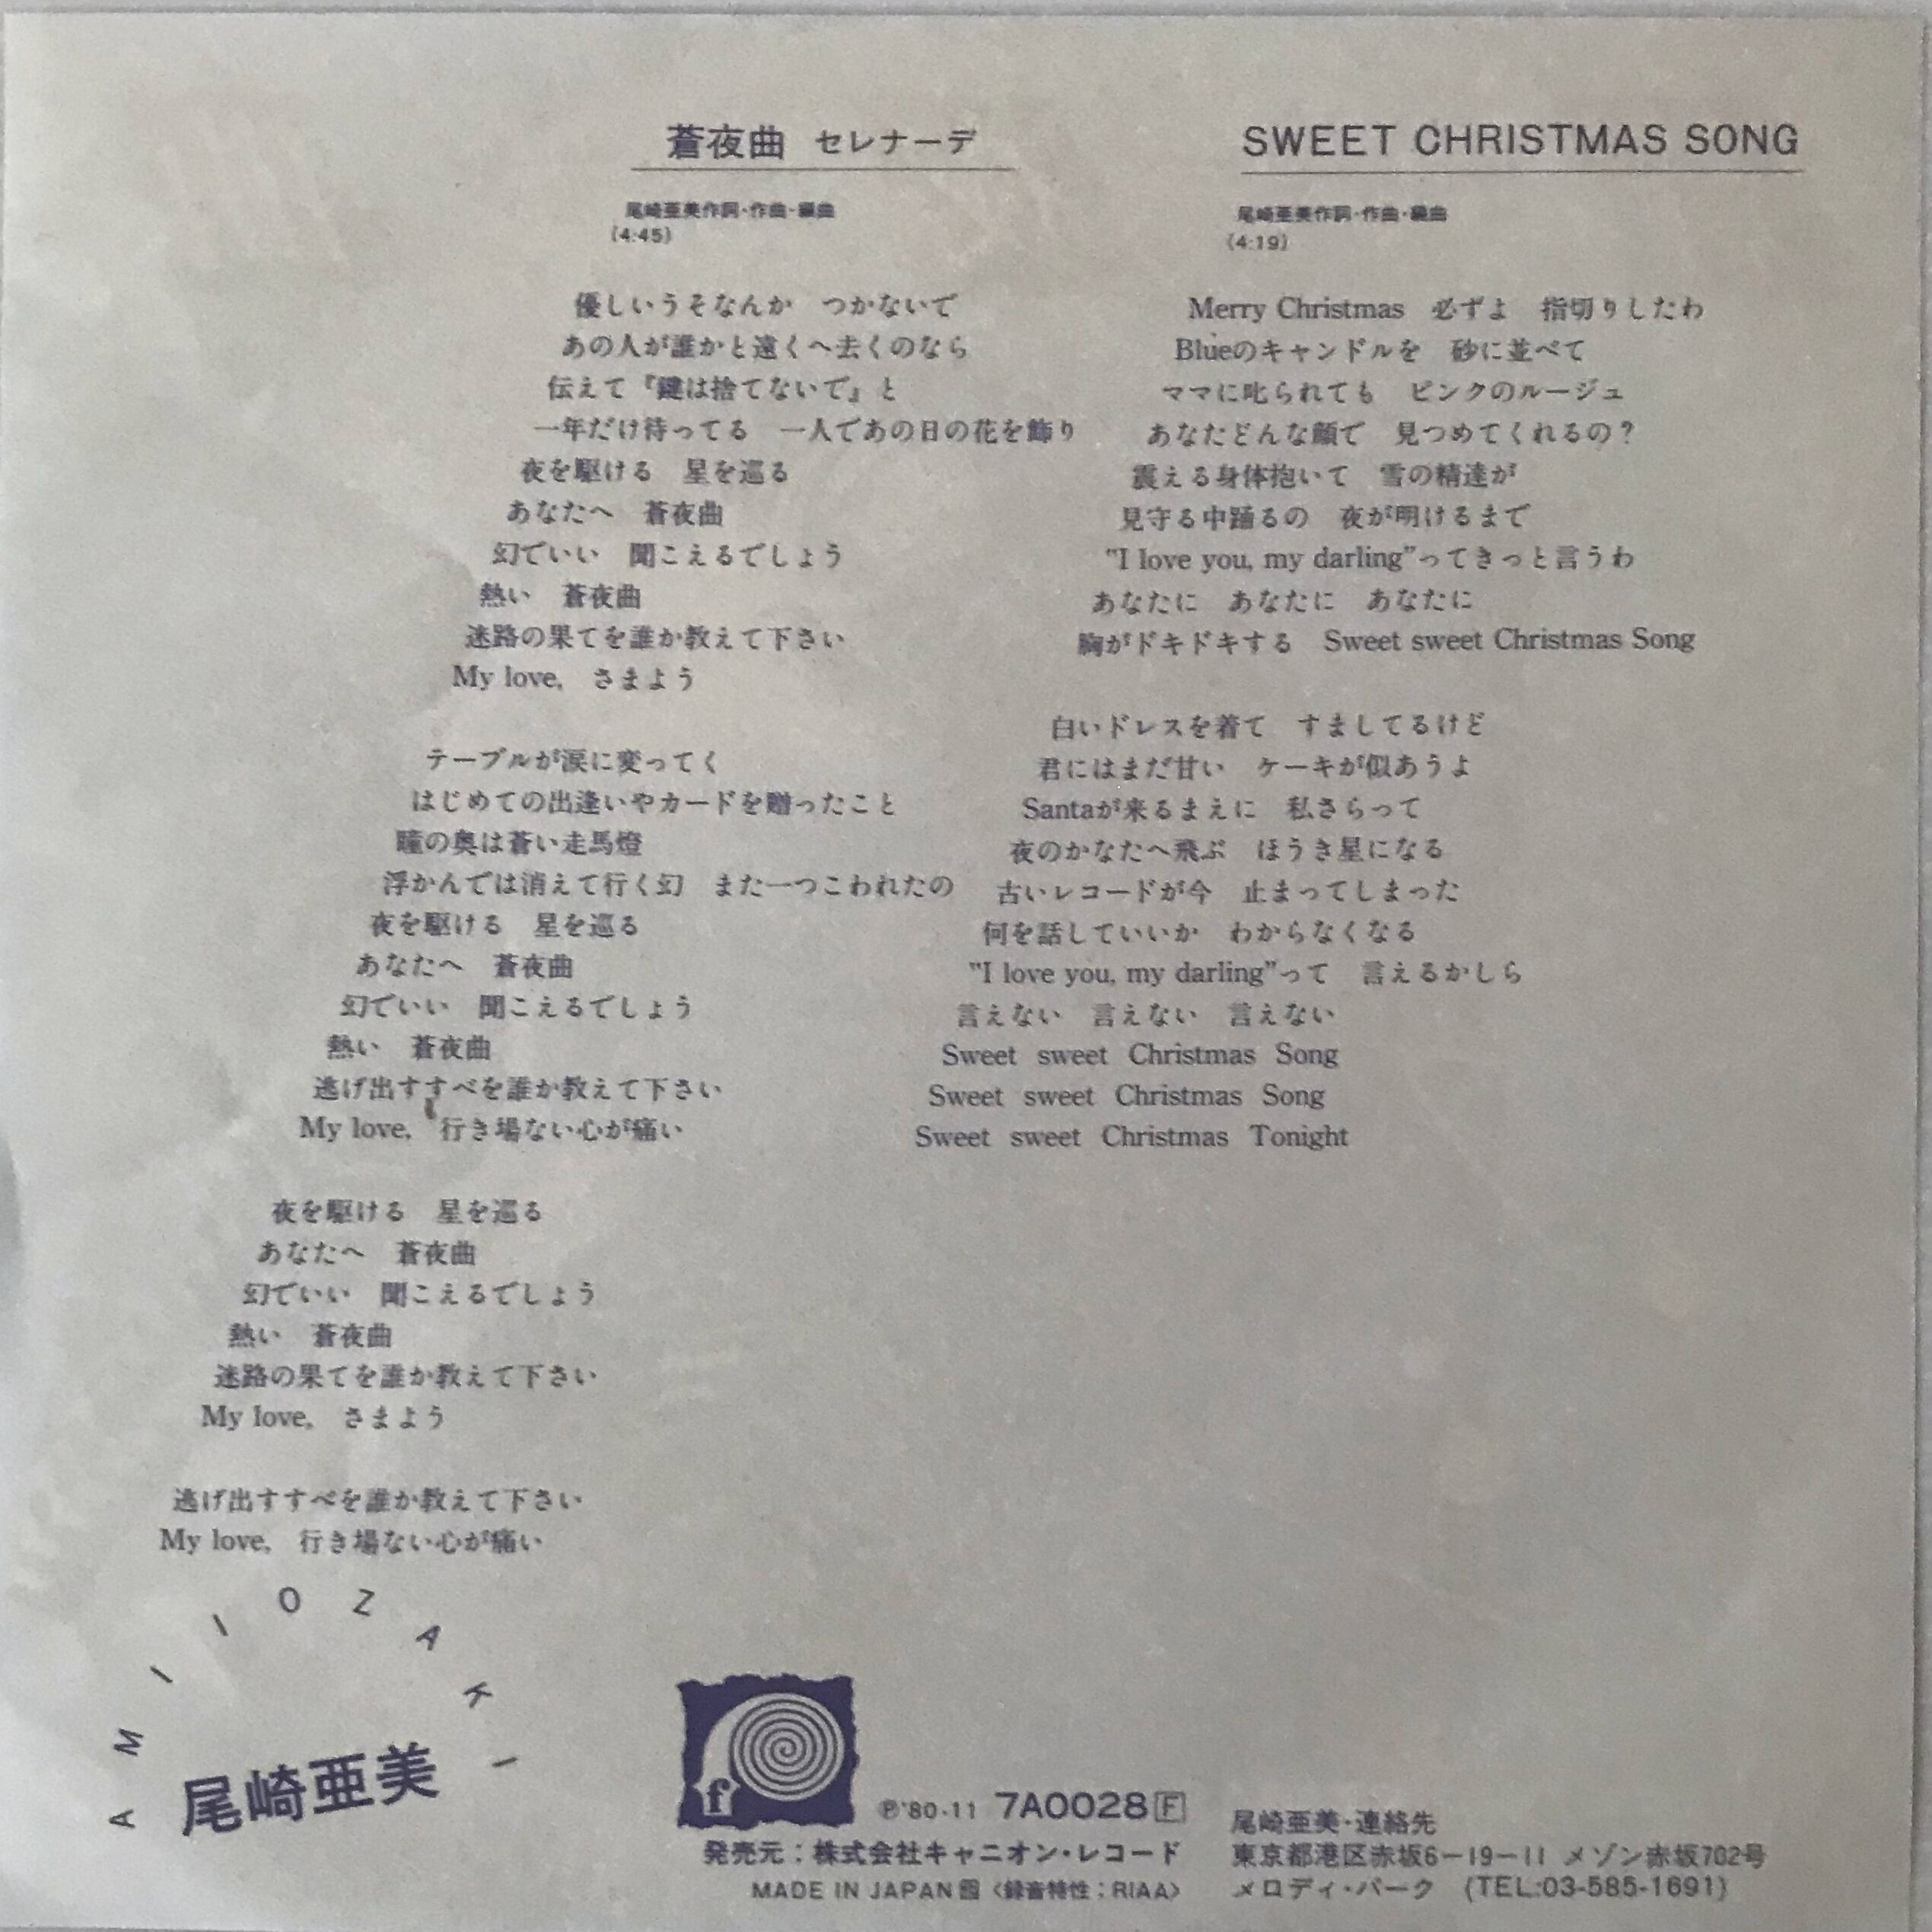 蒼夜曲 セレナーデ
尾崎亜美作詞・作曲・編曲
(4:45)
優しいうそなんか つかないで
あの人が誰かと遠くへ去くのなら
伝えて『鍵は捨てないで』と
一年だけ待ってる 一人であの日の花を飾り
夜を駆ける 星を巡る
あなたへ 蒼夜曲
幻でいい 聞こえるでしょう
熱い 蒼夜曲
迷路の果てを誰か教えて下さい
My love, さまよう
テーブルが涙に変ってく
はじめての出逢いやカードを贈ったこと
瞳の奥は蒼い走馬燈
浮かんでは消えて行く幻 また一つこわれたの
夜を駆ける 星を巡る
あなたへ 蒼夜曲
幻でいい 聞こえるでしょう
熱い 蒼夜曲
逃げ出すすべを誰か教えて下さい
My love, 行き場ない心が痛い
夜を駆ける 星を巡る
あなたへ 蒼夜曲
幻でいい 聞こえるでしょう
熱い 蒼夜曲
迷路の果てを誰か教えて下さい
My love, さまよう
逃げ出すすべを誰か教えて下さい
My love, 行き場ない心が痛い
SWEET CHRISTMAS SONG
尾崎亜美作詞・作曲・編曲
(4:19)
Merry Christmas 必ずよ 指切りしたわ
Blueのキャンドルを 砂に並べて
ママに叱られても ピンクのルージュ
あなたどんな顔で 見つめてくれるの？
震える身体抱いて 雪の精達が
見守る中踊るの 夜が明けるまで
"I love you, my darling"ってきっと言うわ
あなたに あなたに あなたに
胸がドキドキする Sweet sweet Christmas Song
白いドレスを着て すましてるけど
君にはまだ甘い ケーキが似あうよ
Santaが来るまえに 私さらって
夜のかなたへ飛ぶ ほうき星になる
古いレコードが今 止まってしまった
何を話していいか わからなくなる
"I love you, my darling"って 言えるかしら
言えない 言えない 言えない
Sweet sweet Christmas Song
Sweet sweet Christmas Song
Sweet sweet Christmas Tonight
AMII OZAKI
尾崎亜美
f
℗'80・11 7A0028 F
発売元：株式会社キャニオン・レコード
MADE IN JAPAN 〈録音特性：RIAA〉
尾崎亜美・連絡先
東京都港区赤坂6－19－11 メゾン赤坂702号
メロディ・パーク (TEL:03-585-1691)